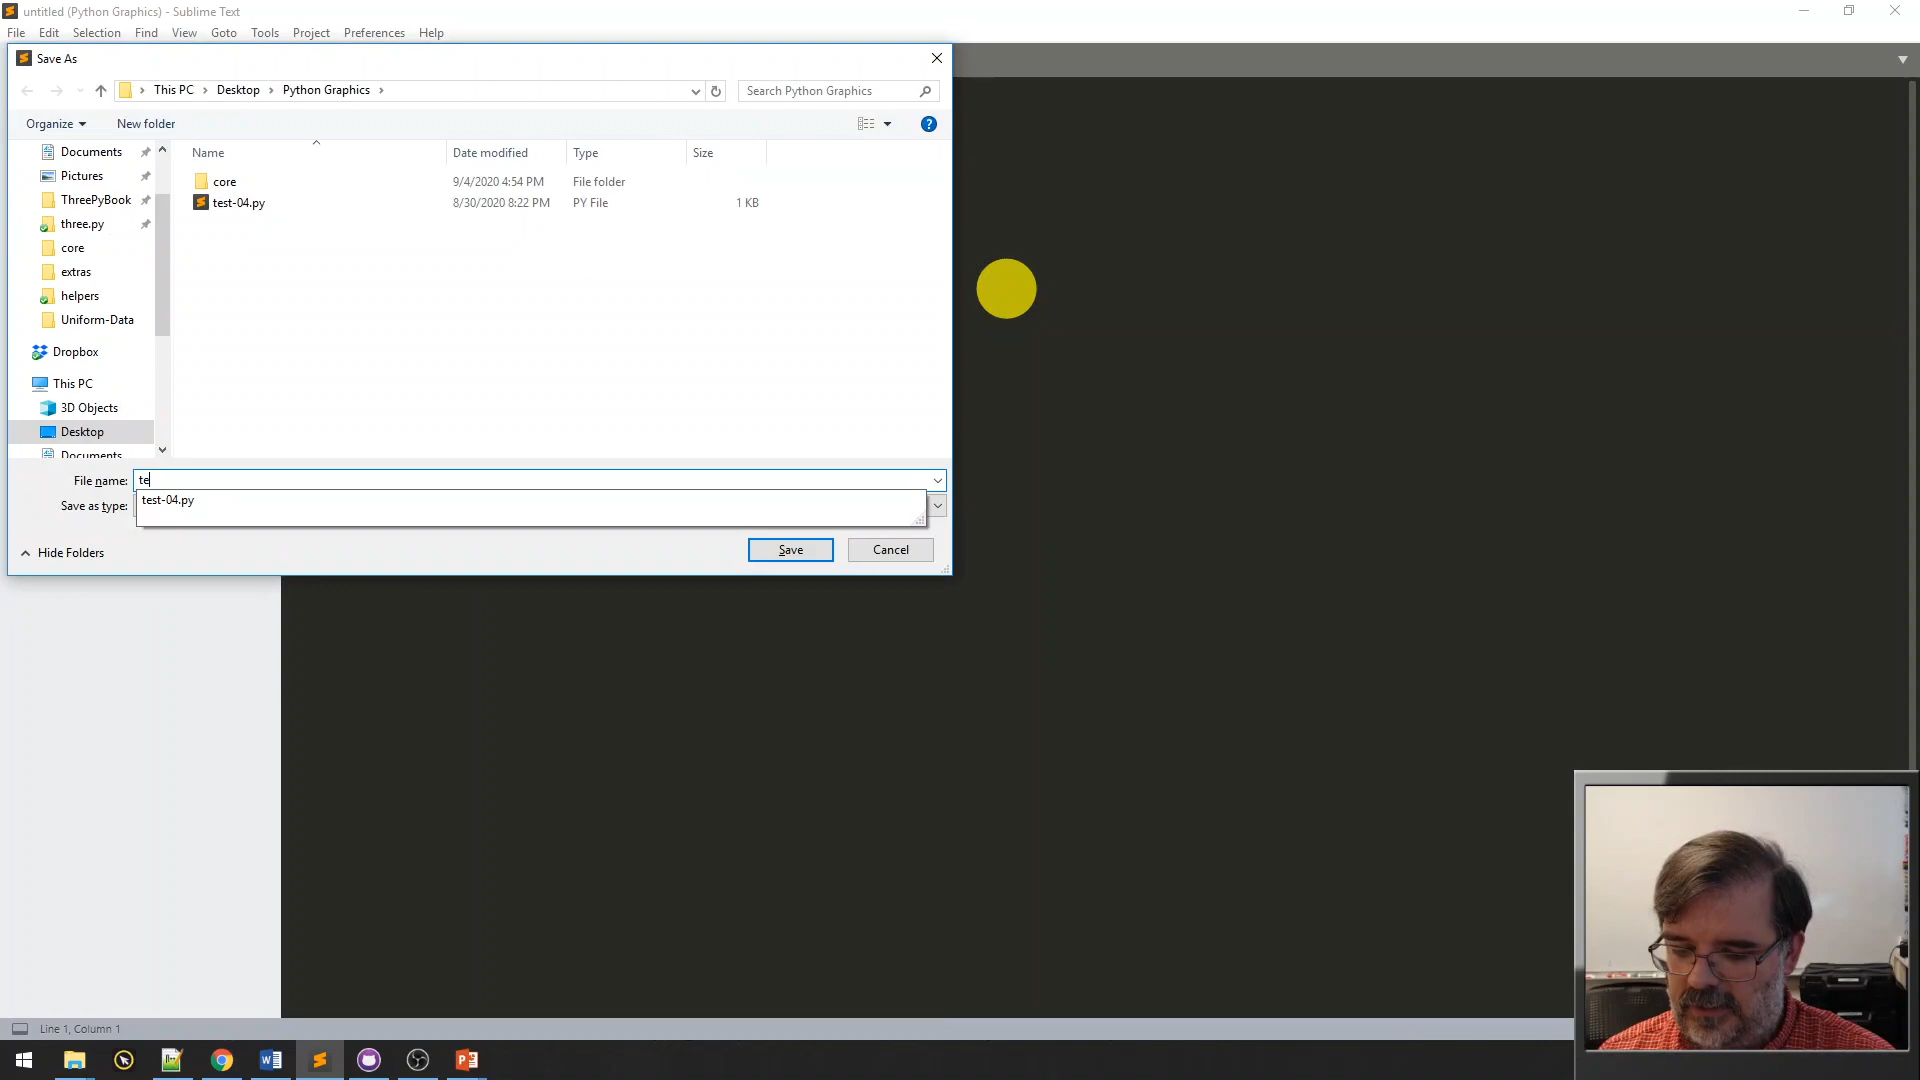 untitled (Python Graphics) - Sublime Text
File Edit Selection Find View Goto Tools Project Preferences Help
Save As
This PC > Desktop > Python Graphics >
Search Python Graphics
Organize New folder
Name Date modified Type Size
core 9/4/2020 4:54 PM File folder
test-04.py 8/30/2020 8:22 PM PY File 1 KB
Documents
Pictures
ThreePyBook
three.py
core
extras
helpers
Uniform-Data
Dropbox
This PC
3D Objects
Desktop
Documents
File name: te
test-04.py
Save as type:
Hide Folders
Save Cancel
Line 1, Column 1